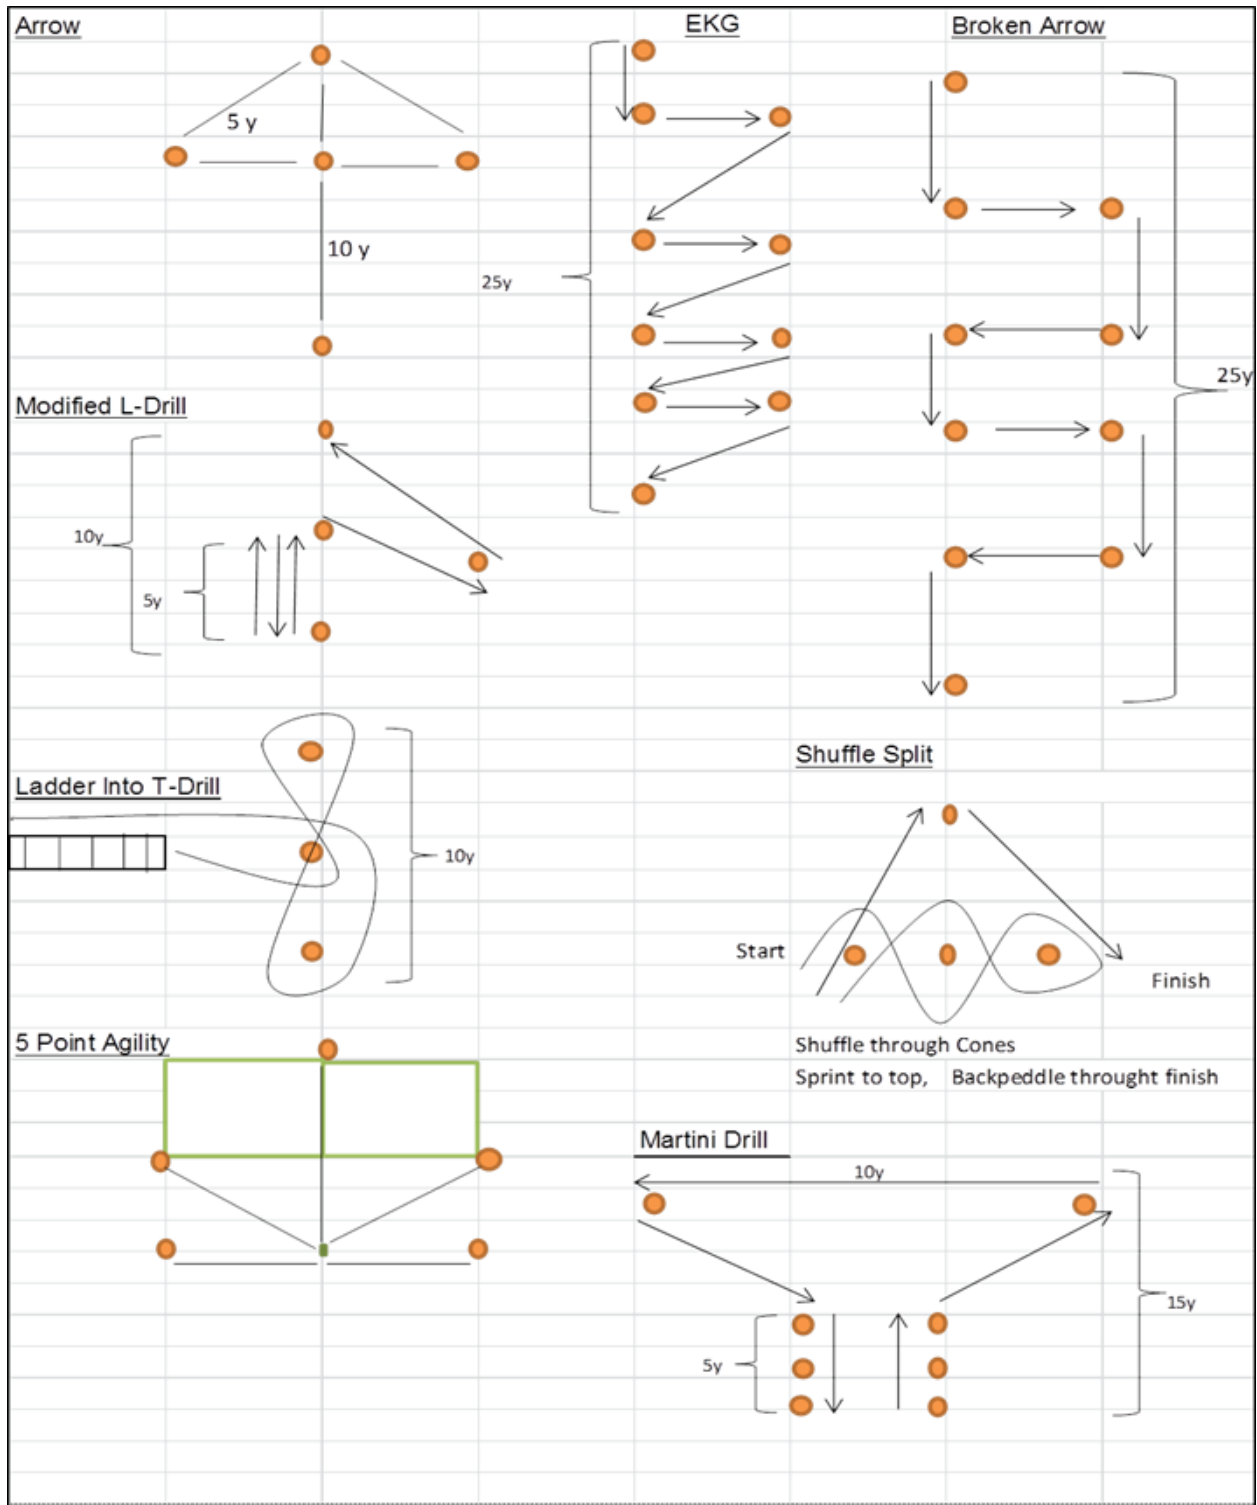 Arrow
5 y
10 y
EKG
25y
Broken Arrow
25y
Modified L-Drill
10y
5y
Ladder Into T-Drill
10y
Shuffle Split
Start
Finish
Shuffle through Cones
Sprint to top, Backpeddle throught finish
5 Point Agility
Martini Drill
10y
15y
5y